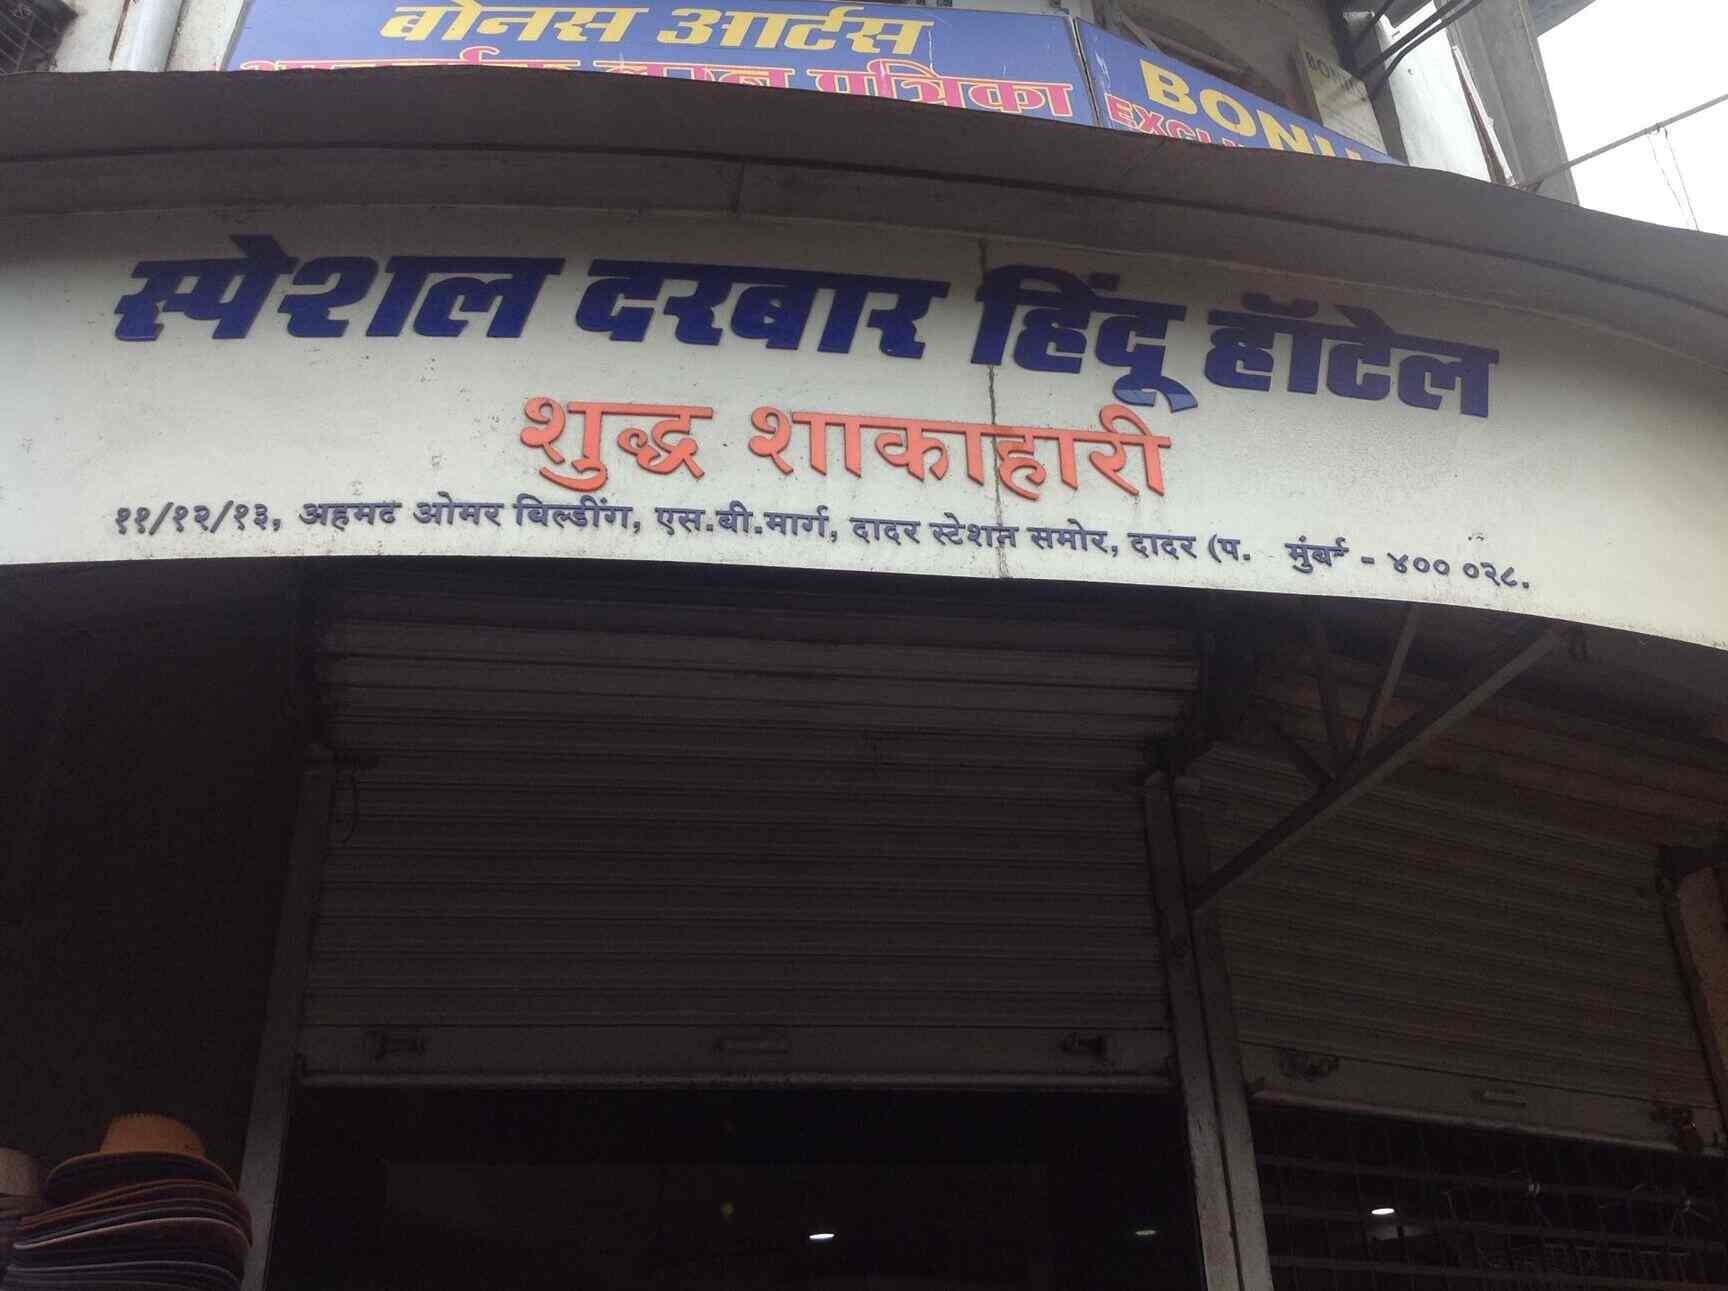 बोनस आर्टस
पत्रिका
BONU
स्पेशल दरबार हिंदू हॉटेल
शुद्ध शाकाहारी
११/१२/१३, अहमद ओमर बिल्डींग, एस.बी.मार्ग, दादर स्टेशन समोर, दादर (प. मुंबई - ४०० ०२८.